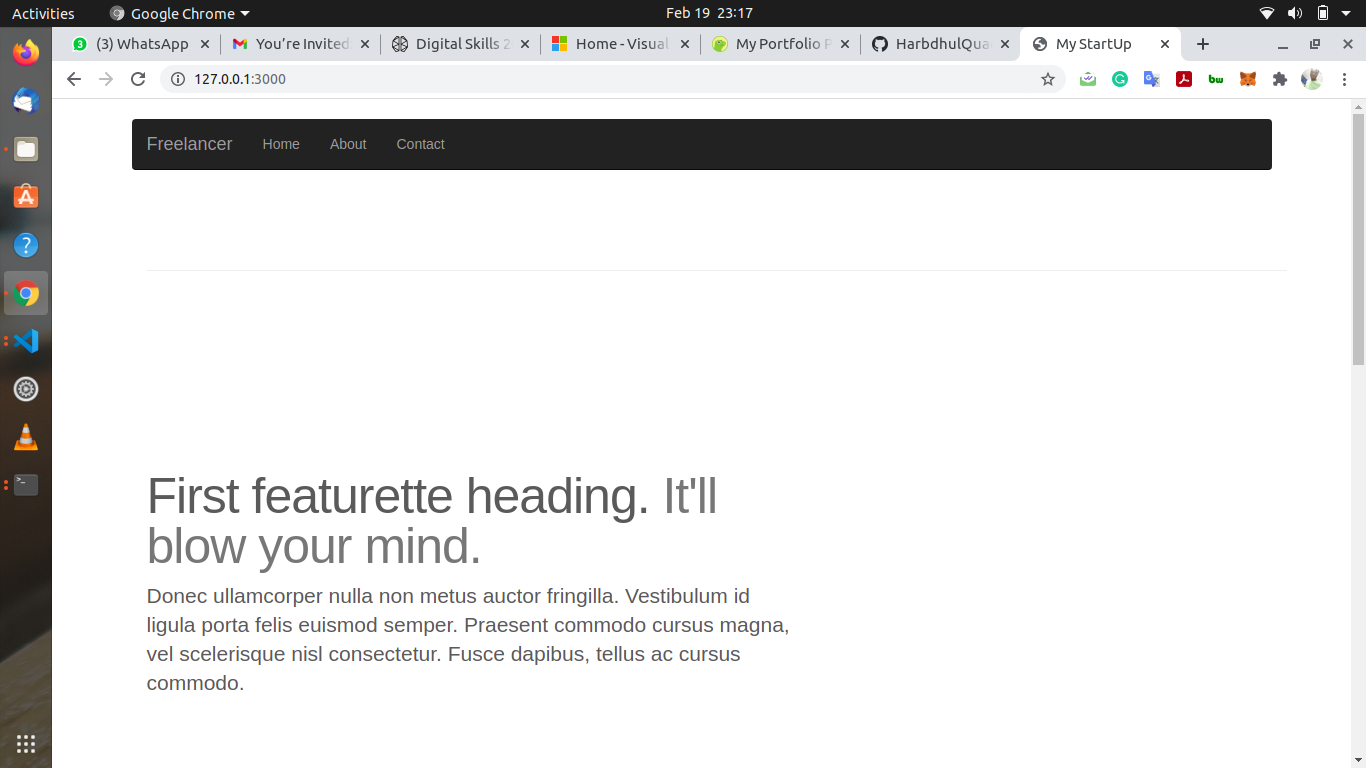 Activities Google Chrome Feb 19 23:17
(3) WhatsApp You're Invited Digital Skills 2 Home - Visual My Portfolio P HarbdhulQua My StartUp
127.0.0.1:3000
Freelancer Home About Contact
First featurette heading. It'll
blow your mind.
Donec ullamcorper nulla non metus auctor fringilla. Vestibulum id
ligula porta felis euismod semper. Praesent commodo cursus magna,
vel scelerisque nisl consectetur. Fusce dapibus, tellus ac cursus
commodo.